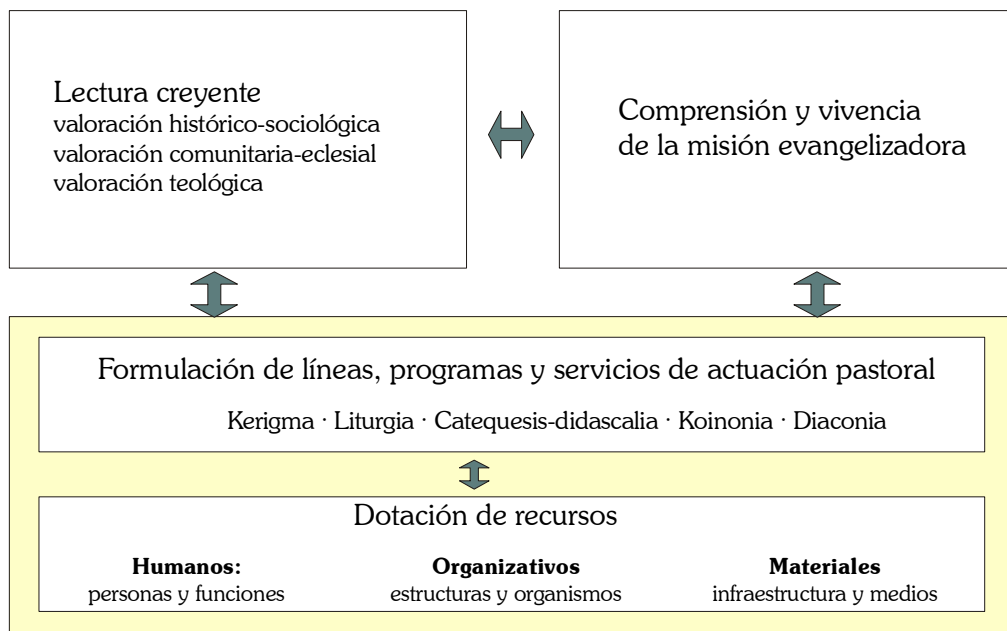 Lectura creyente
valoración histórico-sociológica
valoración comunitaria-eclesial
valoración teológica
Comprensión y vivencia
de la misión evangelizadora
Formulación de líneas, programas y servicios de actuación pastoral
Kerigma · Liturgia · Catequesis-didascalia · Koinonia · Diaconia
Dotación de recursos
Humanos:
personas y funciones
Organizativos
estructuras y organismos
Materiales
infraestructura y medios